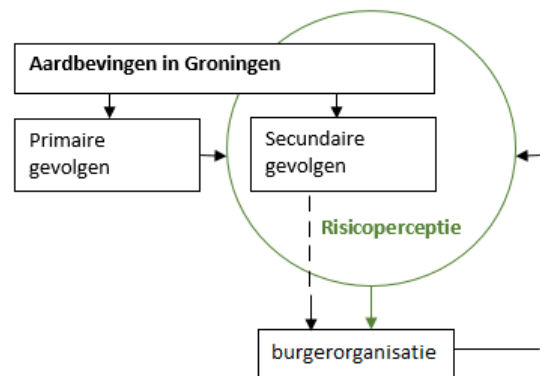 Aardbevingen in Groningen
Primaire
gevolgen
Secundaire
gevolgen
Risicoperceptie
burgerorganisatie